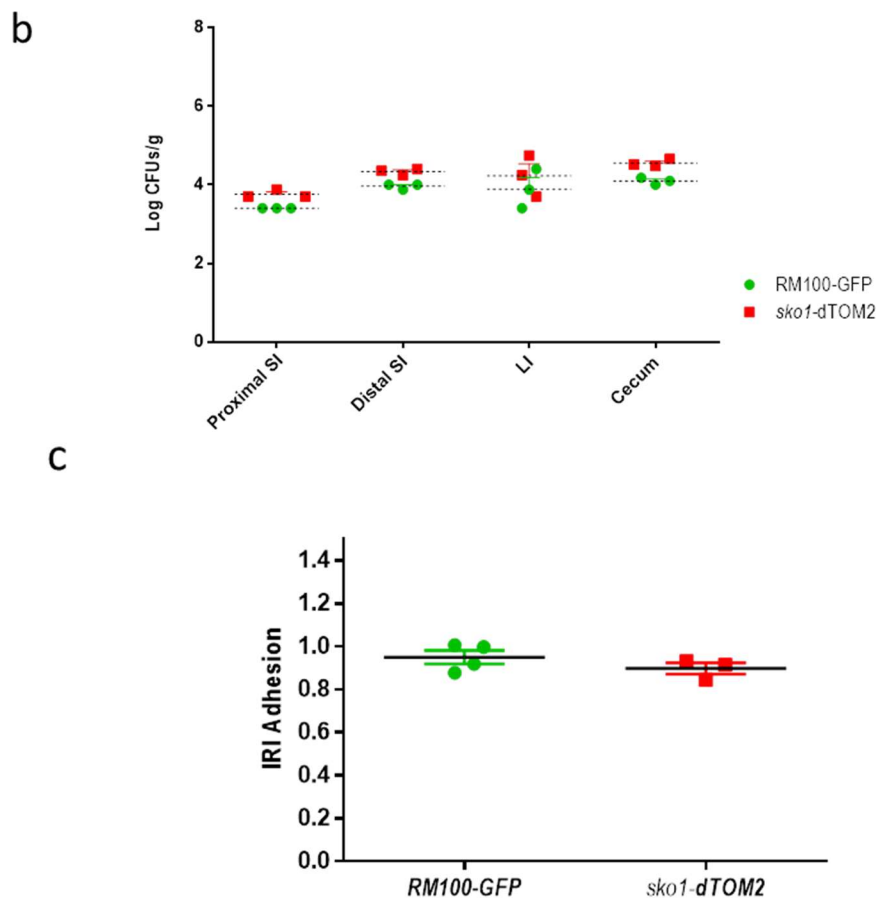 b
8
6
4
2
0
Log CFUs/g
Proximal SI
Distal SI
LI
Cecum
RM100-GFP
sko1-dTOM2
c
1.4
1.2
1.0
0.8
0.6
0.4
0.2
0.0
IRI Adhesion
RM100-GFP
sko1-dTOM2